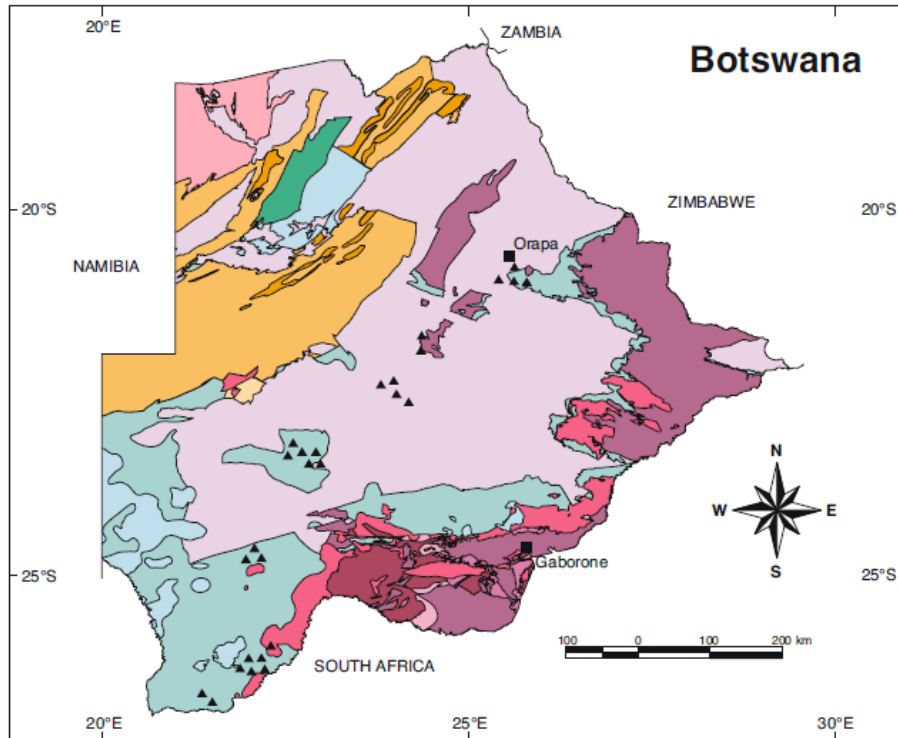 20°E
ZAMBIA
Botswana
20°S
ZIMBABWE
20°S
Orapa
NAMIBIA
N
W
E
S
Gaborone
25°S
25°S
100 0 100 200 km
SOUTH AFRICA
20°E
25°E
30°E